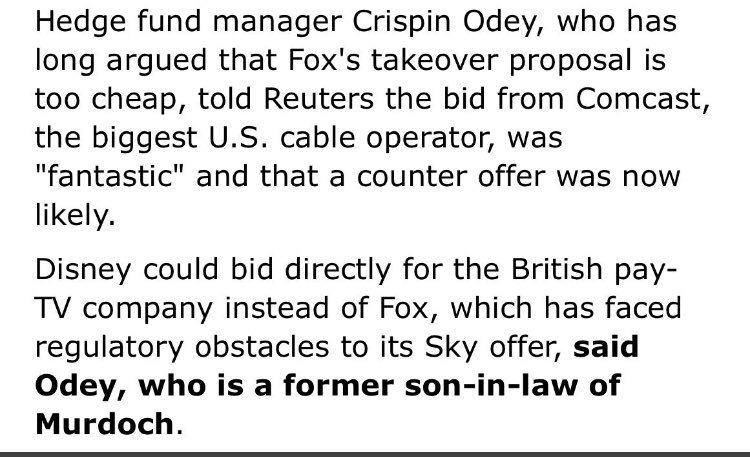 Hedge fund manager Crispin Odey, who has
long argued that Fox's takeover proposal is
too cheap, told Reuters the bid from Comcast,
the biggest U.S. cable operator, was
"fantastic" and that a counter offer was now
likely.
Disney could bid directly for the British pay-
TV company instead of Fox, which has faced
regulatory obstacles to its Sky offer, said
Odey, who is a former son-in-law of
Murdoch.